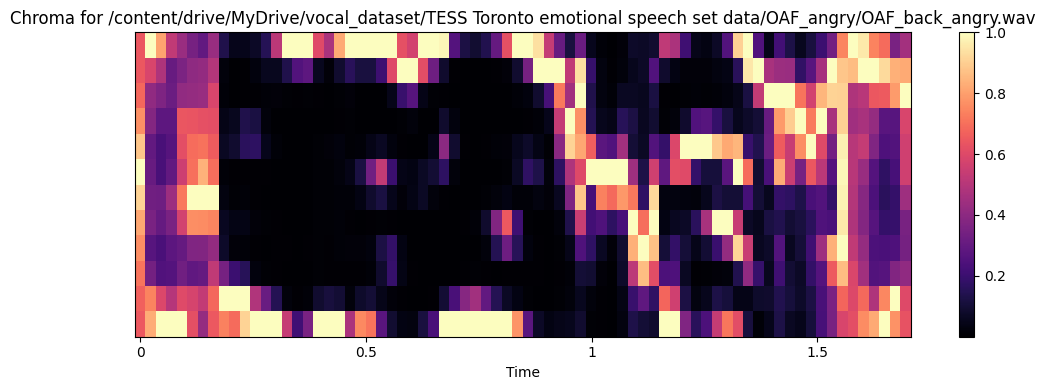 Chroma for /content/drive/MyDrive/vocal_dataset/TESS Toronto emotional speech set data/OAF_angry/OAF_back_angry.wav
1.0
0.8
0.6
0.4
0.2
0 0.5 1 1.5
Time